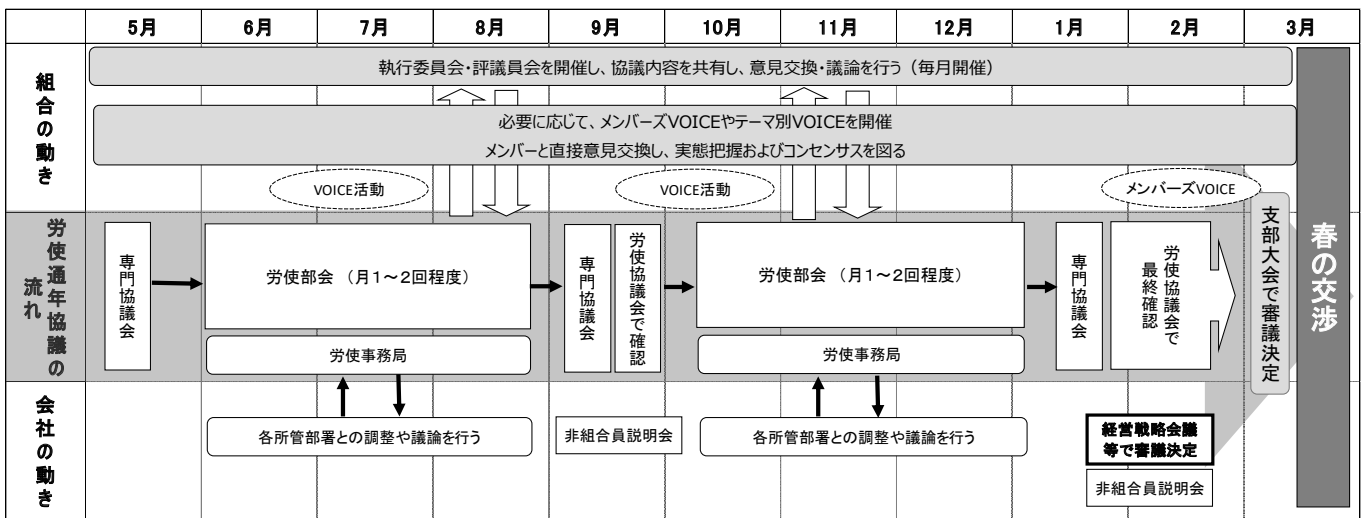 5月
6月
7月
8月
9月
10月
11月
12月
1月
2月
3月
組合の動き
執行委員会・評議員会を開催し、協議内容を共有し、意見交換・議論を行う（毎月開催）
必要に応じて、メンバーズVOICEやテーマ別VOICEを開催
メンバーと直接意見交換し、実態把握およびコンセンサスを図る
VOICE活動
VOICE活動
メンバーズVOICE
労使通年協議の
流れ
専門協議会
労使部会 （月１～２回程度）
労使事務局
専門協議会
労使協議会で確認
労使部会 （月１～２回程度）
労使事務局
専門協議会
労使協議会で
最終確認
支部大会で審議決定
春の交渉
会社の動き
各所管部署との調整や議論を行う
非組合員説明会
各所管部署との調整や議論を行う
経営戦略会議
等で審議決定
非組合員説明会